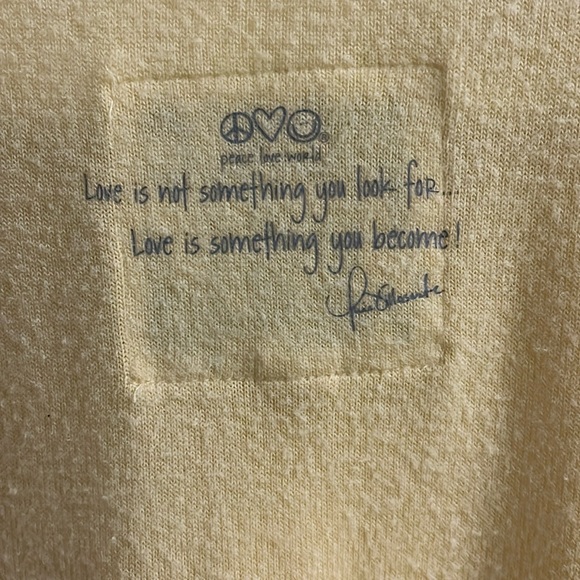 peace love world
Love is not something you look for...
Love is something you become!